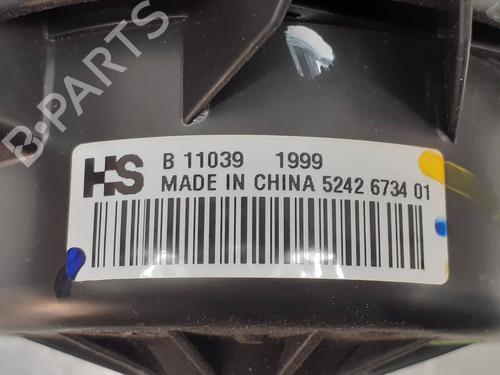 B-PARTS
HS B 11039 1999
MADE IN CHINA 5242 6734 01